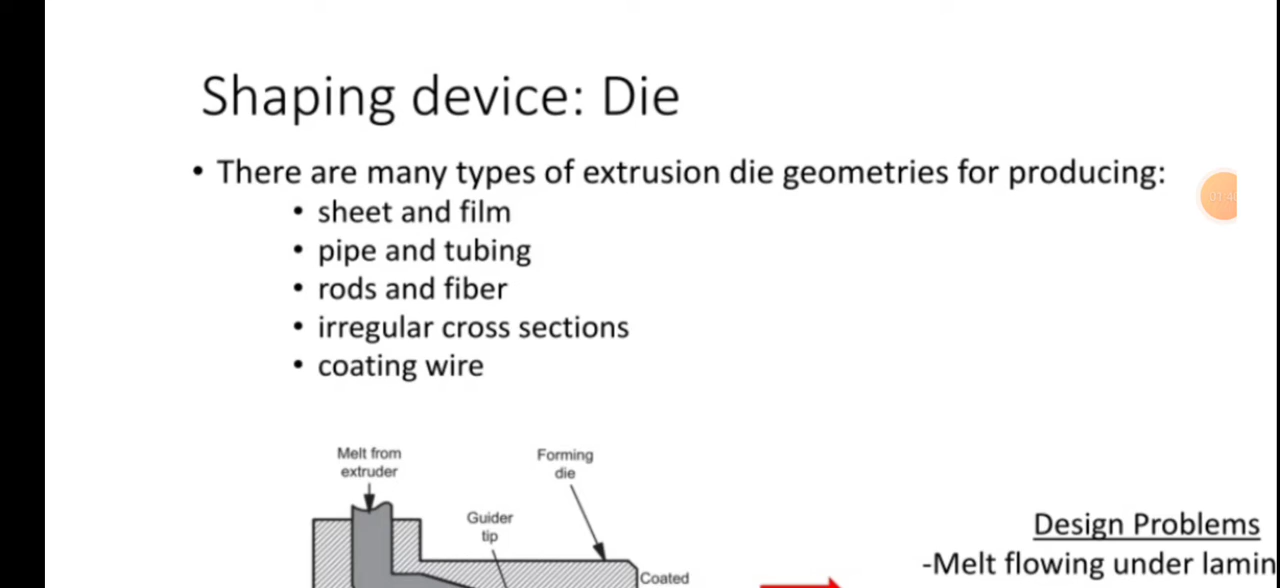 Shaping device: Die
• There are many types of extrusion die geometries for producing:
• sheet and film
• pipe and tubing
• rods and fiber
• irregular cross sections
• coating wire
Melt from
extruder
Forming
die
Guider
tip
Coated
Design Problems
-Melt flowing under lamin